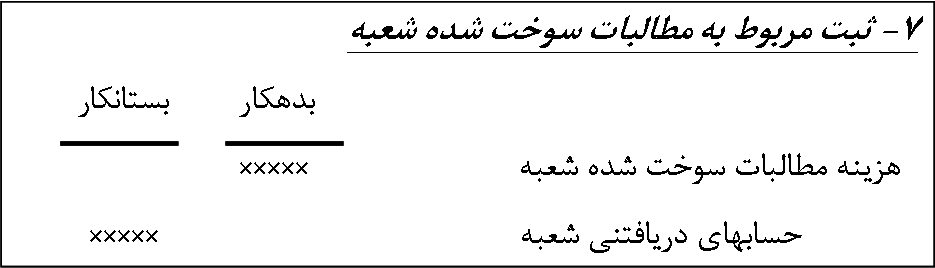 ۷- ثبت مربوط به مطالبات سوخت شده شعبه
بدهکار بستانکار
هزینه مطالبات سوخت شده شعبه ×××××
حسابهای دریافتنی شعبه ×××××